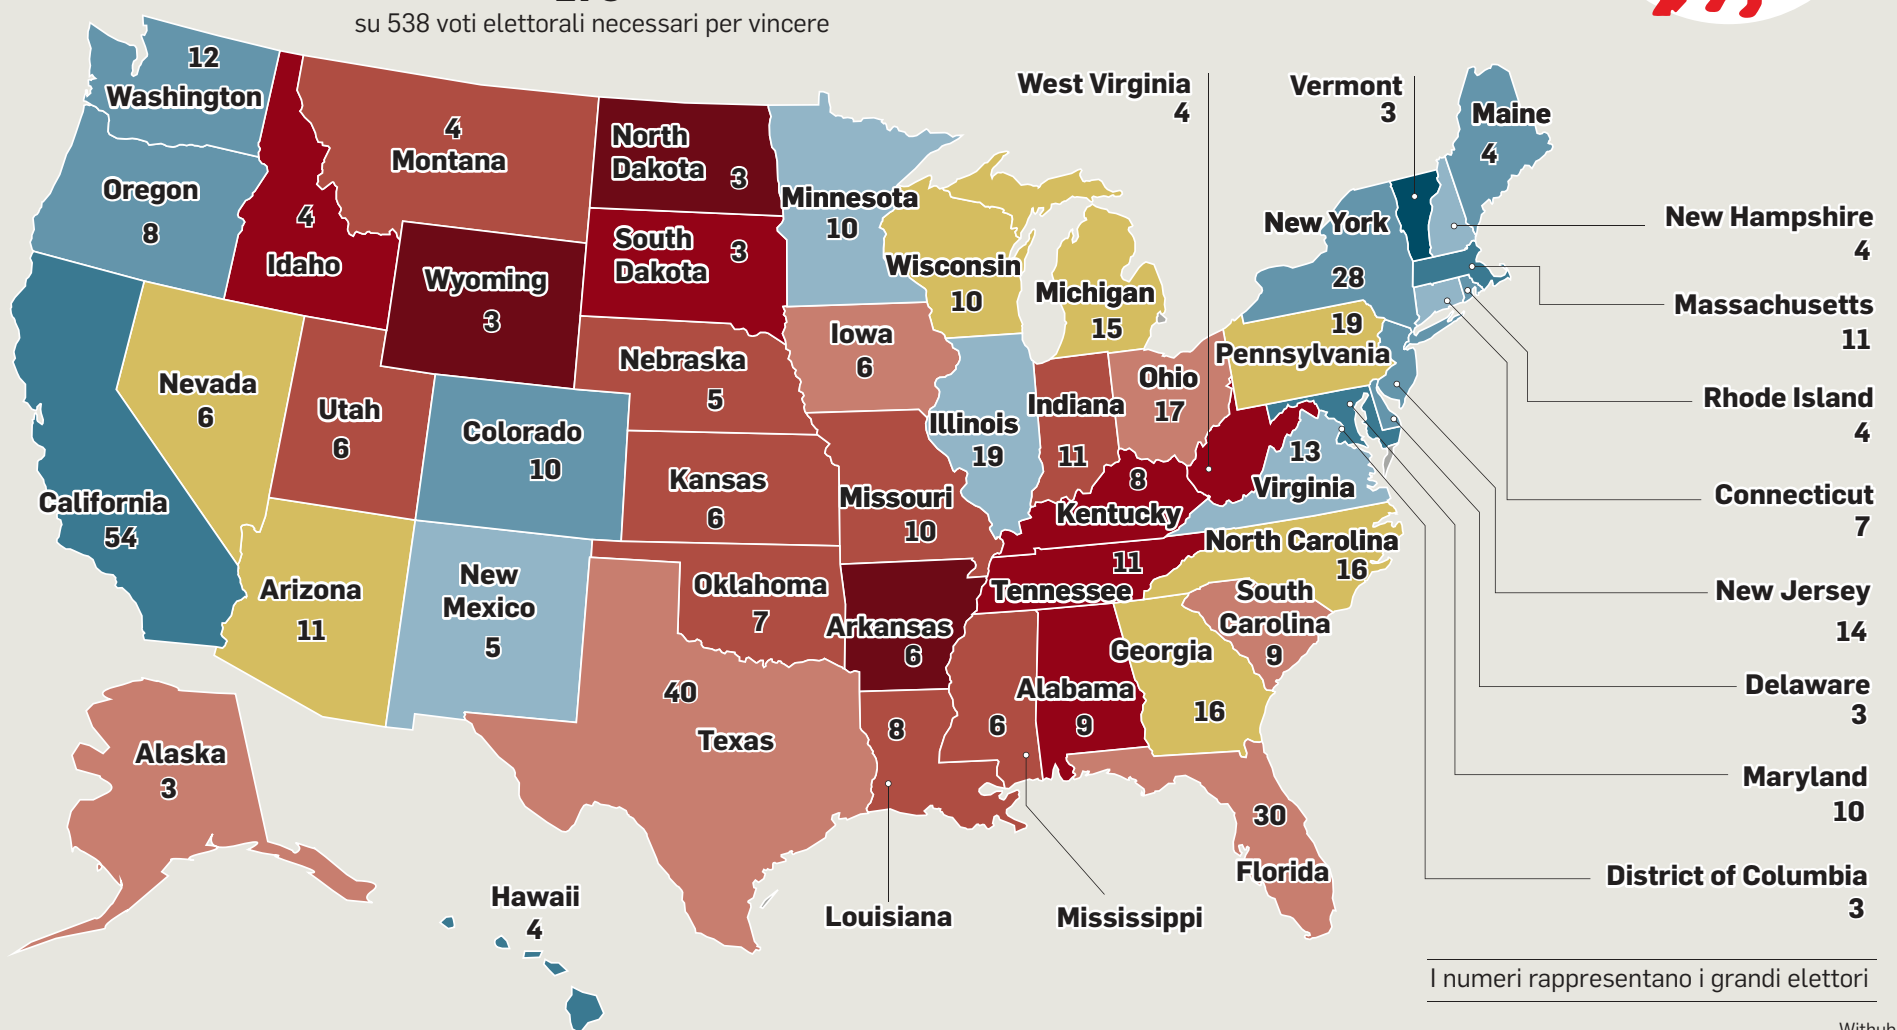 su 538 voti elettorali necessari per vincere
12
Washington
Oregon
8
4
Idaho
4
Montana
North
Dakota 3
South
Dakota 3
Wyoming
3
Minnesota
10
Wisconsin
10
Michigan
15
Iowa
6
Nebraska
5
Nevada
6
Utah
6
Colorado
10
Kansas
6
Missouri
10
Illinois
19
Indiana
11
Ohio
17
19
Pennsylvania
New York
28
West Virginia
4
Vermont
3
Maine
4
New Hampshire
4
Massachusetts
11
Rhode Island
4
Connecticut
7
New Jersey
14
Delaware
3
Maryland
10
District of Columbia
3
California
54
Arizona
11
New
Mexico
5
Oklahoma
7
Arkansas
6
8
Kentucky
11
Tennessee
13
Virginia
North Carolina
16
South
Carolina
9
Georgia
16
Alabama
9
6
Mississippi
8
Louisiana
40
Texas
30
Florida
Alaska
3
Hawaii
4
I numeri rappresentano i grandi elettori